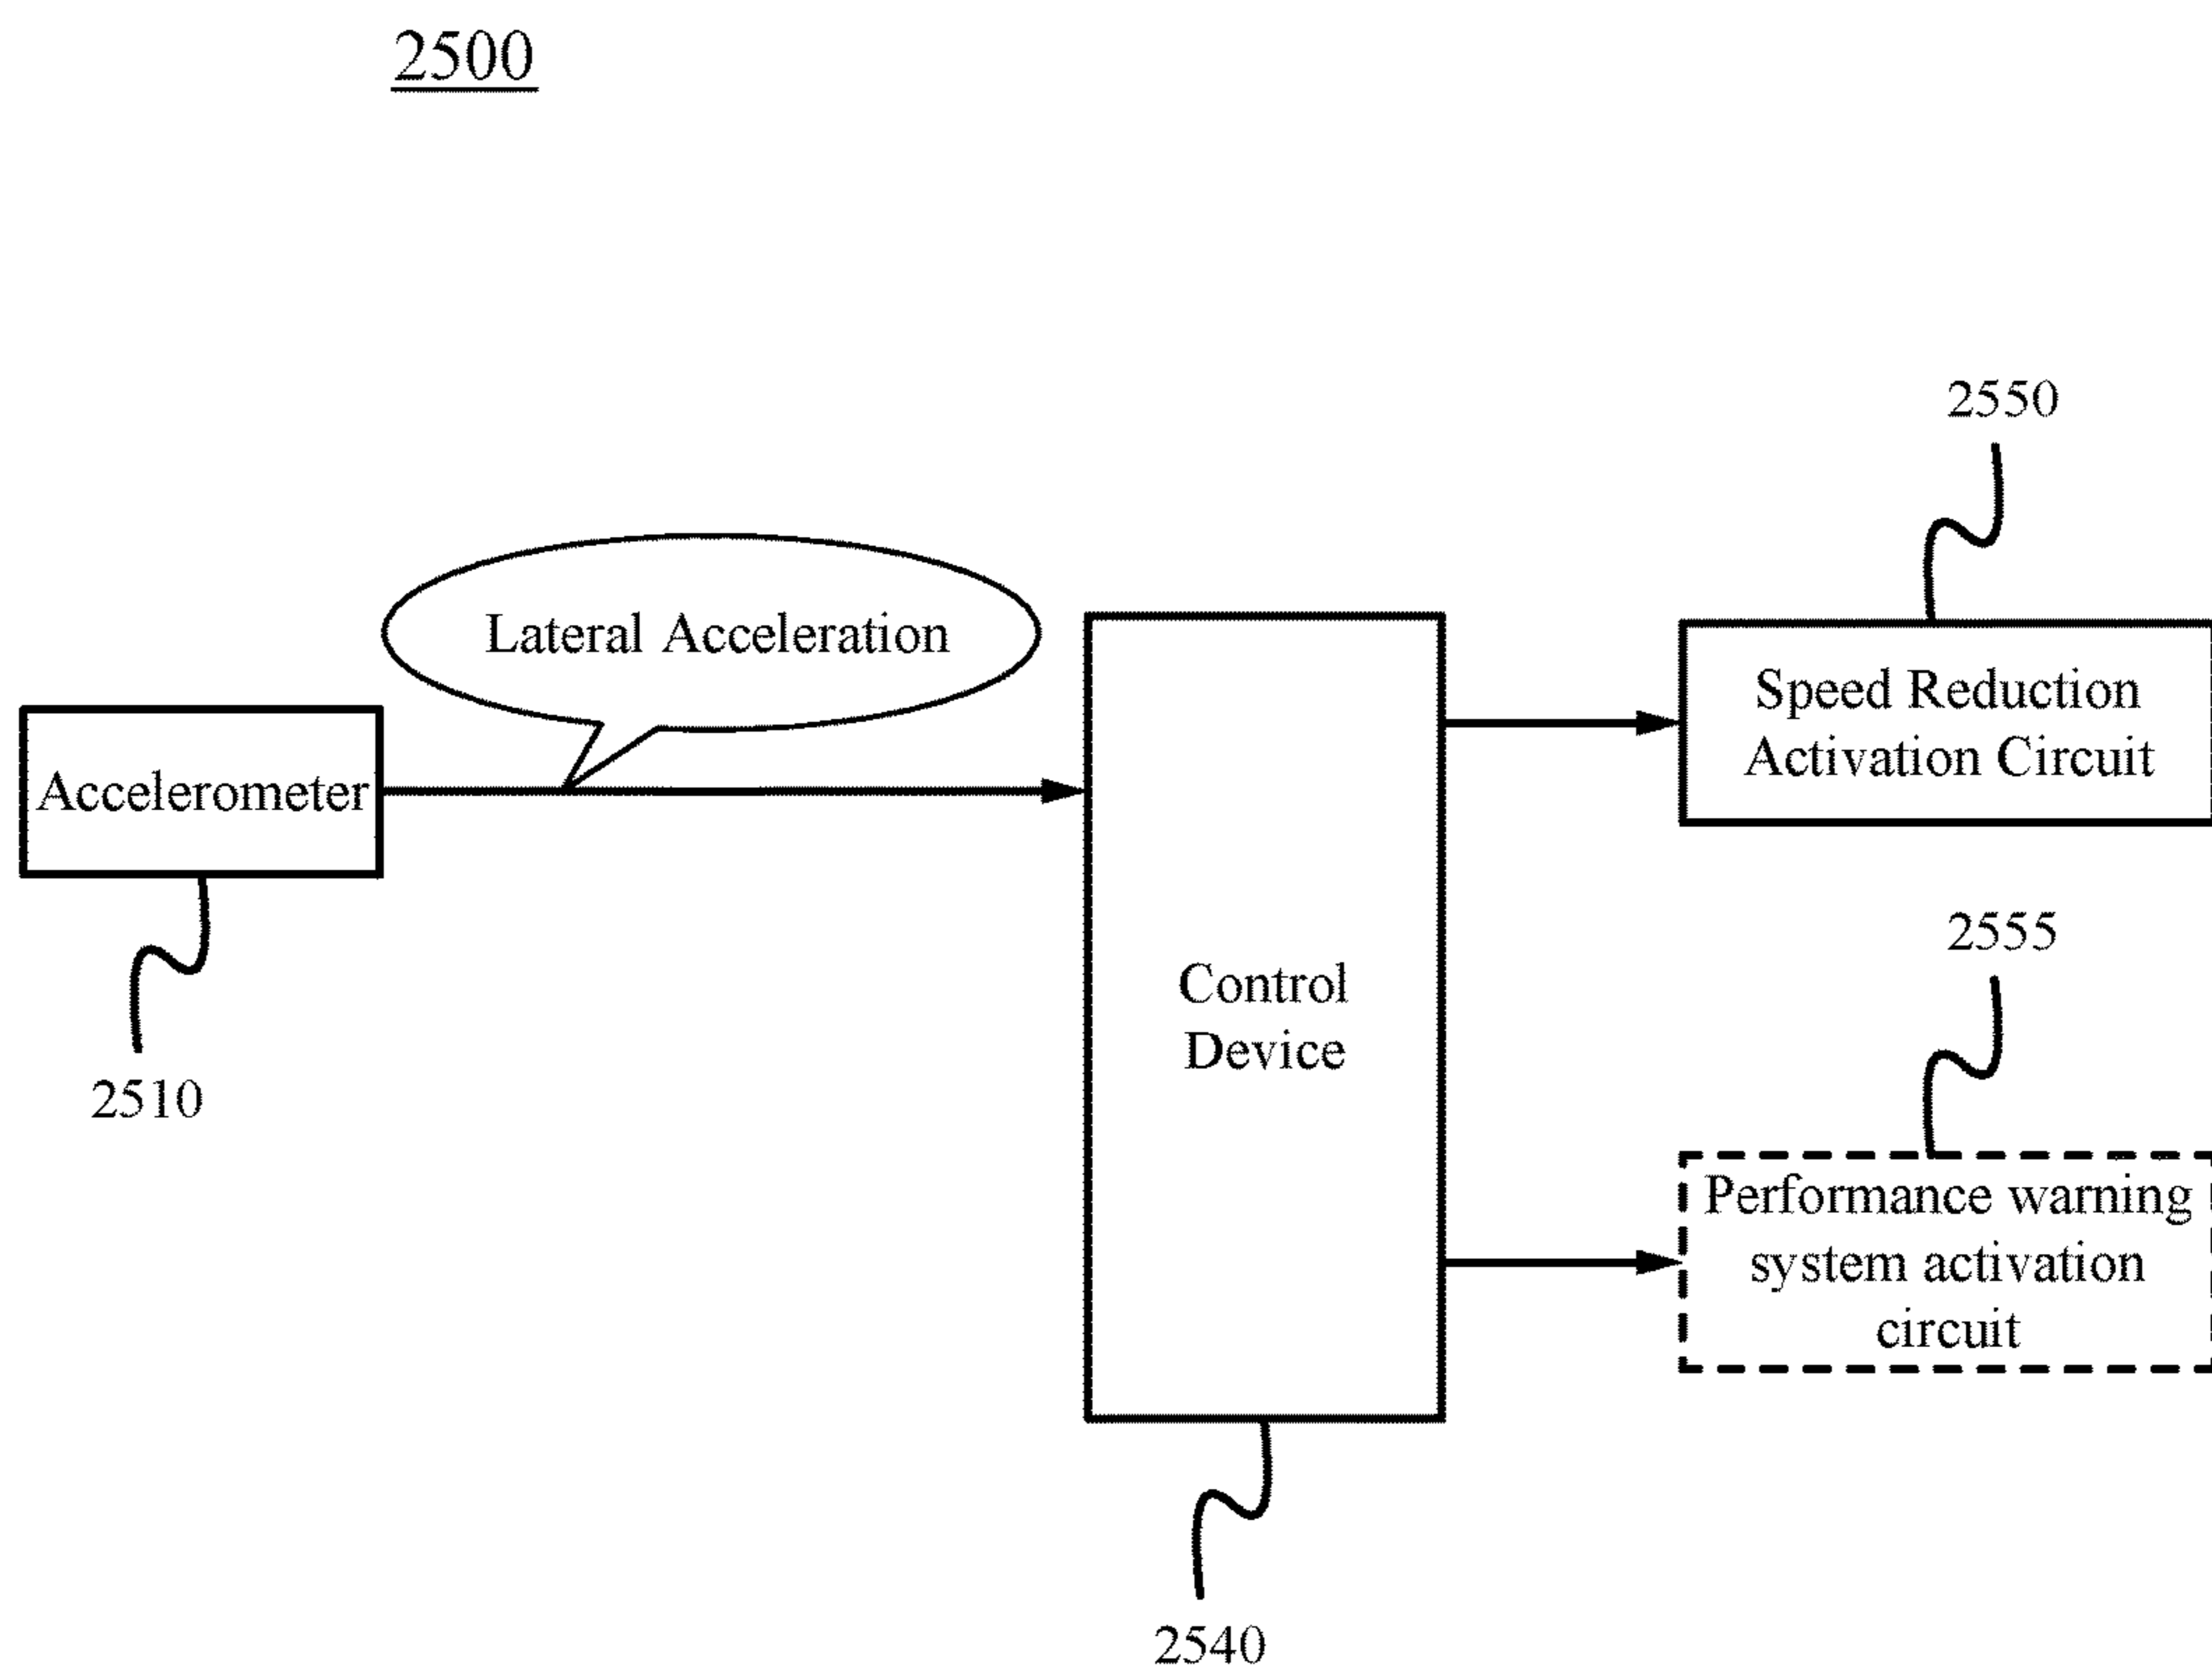 2500
2550
Lateral Acceleration
Speed Reduction
Activation Circuit
Accelerometer
2555
Control
Device
2510
Performance warning
system activation
circuit
2540